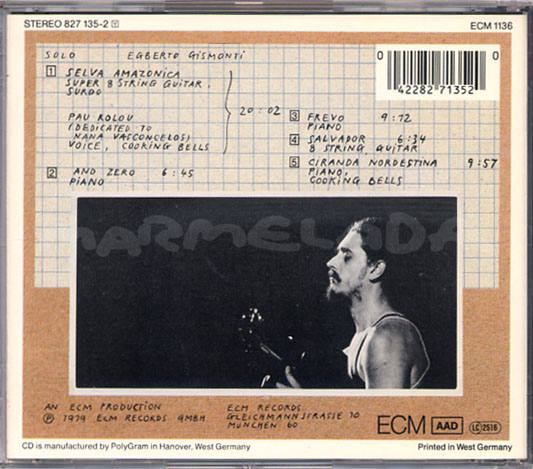 STEREO 827 135-2 Y
ECM 1136
SOLO EGBERTO GISMONTI
0 42282 71352 0
1 SELVA AMAZONICA
SUPER 8 STRING GUITAR,
SURDO
PAU ROLOU
(DEDICATED TO
NANA VASCONCELOS)
VOICE, COOKING BELLS
20:02
2 ANO ZERO 6:45
PIANO
3 FREVO 9:12
PIANO
4 SALVADOR 6:34
8 STRING GUITAR
5 CIRANDA NORDESTINA 9:57
PIANO,
COOKING BELLS
MARMELADA
AN ECM PRODUCTION
Ⓟ 1979 ECM RECORDS GMBH
ECM RECORDS
GLEICHMANNSTRASSE 10
MÜNCHEN 60
ECM AAD LC 2516
CD is manufactured by PolyGram in Hanover, West Germany
Printed in West Germany